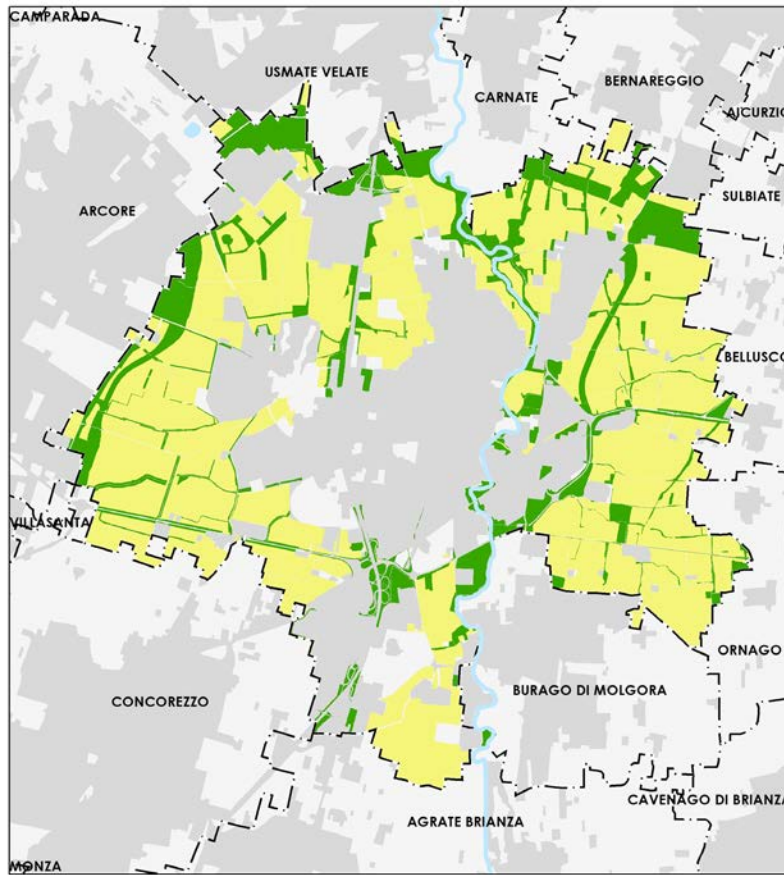 CAMPARADA
USMATE VELATE
BERNAREGGIO
CARNATE
AICURZIO
SULBIATE
ARCORE
BELLUSCO
VILLASANTA
ORNAGO
CONCOREZZO
BURAGO DI MOLGORA
CAVENAGO DI BRIANZA
AGRATE BRIANZA
MONZA